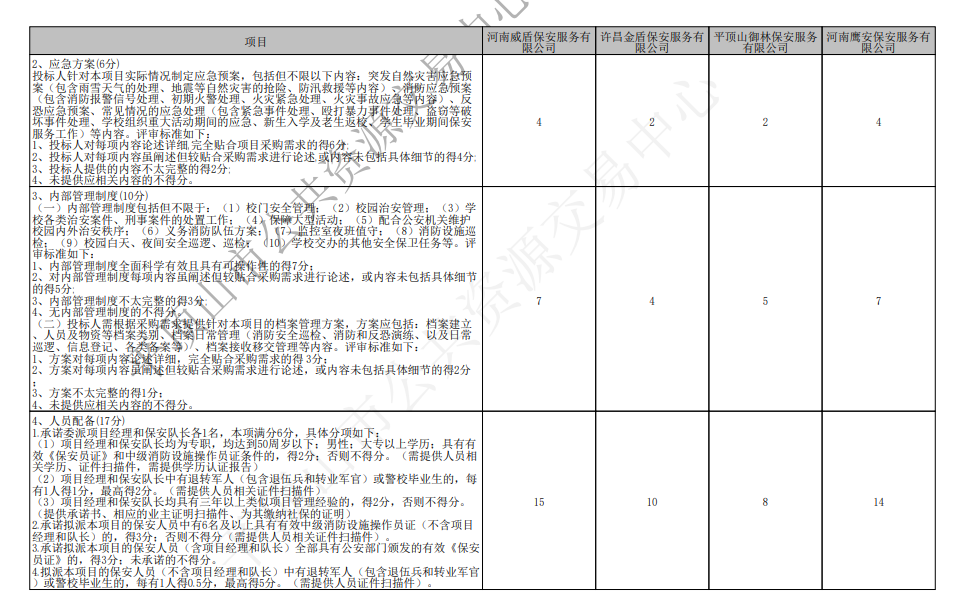 项目
河南威盾保安服务有限公司
许昌金盾保安服务有限公司
平顶山御林保安服务有限公司
河南鹰安保安服务有限公司
2、应急方案(6分)
投标人针对本项目实际情况制定应急预案，包括但不限以下内容：突发自然灾害应急预
案（包含雨雪天气的处理、地震等自然灾害的抢险、防汛救援等内容）、消防应急预案
（包含消防报警信号处理、初期火警处理、火灾紧急处理、火灾事故应急等内容）、反
恐应急预案、常见情况的应急处理（包含紧急事件处理、殴打暴力事件处理、盗窃等破
坏事件处理、学校组织重大活动期间的应急、新生入学及老生返校、学生毕业期间保安
服务工作）等内容。评审标准如下：
1、投标人对每项内容论述详细,完全贴合项目采购需求的得6分;
2、投标人对每项内容虽阐述但较贴合采购需求进行论述,或内容未包括具体细节的得4分;
3、投标人提供的内容不太完整的得2分;
4、未提供应相关内容的不得分。
4
2
2
4
3、内部管理制度(10分)
（一）内部管理制度包括但不限于；（1）校门安全管理；（2）校园治安管理；（3）学
校各类治安案件、刑事案件的处置工作；（4）保障大型活动；（5）配合公安机关维护
校园内外治安秩序；（6）义务消防队伍方案；（7）监控室夜班值守；（8）消防设施巡
检；（9）校园白天、夜间安全巡逻、巡检；（10）学校交办的其他安全保卫任务等。评
审标准如下：
1、内部管理制度全面科学有效且具有可操作性的得7分；
2、对内部管理制度每项内容虽阐述但较贴合采购需求进行论述，或内容未包括具体细节
的得5分;
3、内部管理制度不太完整的得3分;
4、无内部管理制度的不得分。
（二）投标人需根据采购需求提供针对本项目的档案管理方案，方案应包括：档案建立
、人员及物资等档案类别、档案日常管理（消防安全巡检、消防和反恐演练、以及日常
巡逻、信息登记、各类备案等）、档案接收移交管理等内容。评审标准如下：
1、方案对每项内容论述详细，完全贴合采购需求的得 3分；
2、方案对每项内容虽阐述但较贴合采购需求进行论述，或内容未包括具体细节的得2分
；
3、方案不太完整的得1分；
4、未提供应相关内容的不得分。
7
4
5
7
4、人员配备(17分)
1.承诺委派项目经理和保安队长各1名，本项满分6分，具体分项如下：
（1）项目经理和保安队长均为专职，均达到50周岁以下；男性；大专以上学历；具有有
效《保安员证》和中级消防设施操作员证条件的，得2分；否则不得分。（需提供人员相
关学历、证件扫描件，需提供学历认证报告）
（2）项目经理和保安队长中有退转军人（包含退伍兵和转业军官）或警校毕业生的，每
有1人得1分，最高得2分。（需提供人员相关证件扫描件）
（3）项目经理和保安队长均具有三年以上类似项目管理经验的，得2分，否则不得分。
（提供承诺书、相应的业主证明扫描件、为其缴纳社保的证明）
2.承诺拟派本项目的保安人员中有6名及以上具有有效中级消防设施操作员证（不含项目
经理和队长）的，得3分；否则不得分（需提供人员相关证件扫描件）。
3.承诺拟派本项目的保安人员（含项目经理和队长）全部具有公安部门颁发的有效《保安
员证》的，得3分；未承诺的不得分。
4.拟派本项目的保安人员（不含项目经理和队长）中有退转军人（包含退伍兵和转业军官
）或警校毕业生的，每有1人得0.5分，最高得5分。（需提供人员证件扫描件）。
15
10
8
14